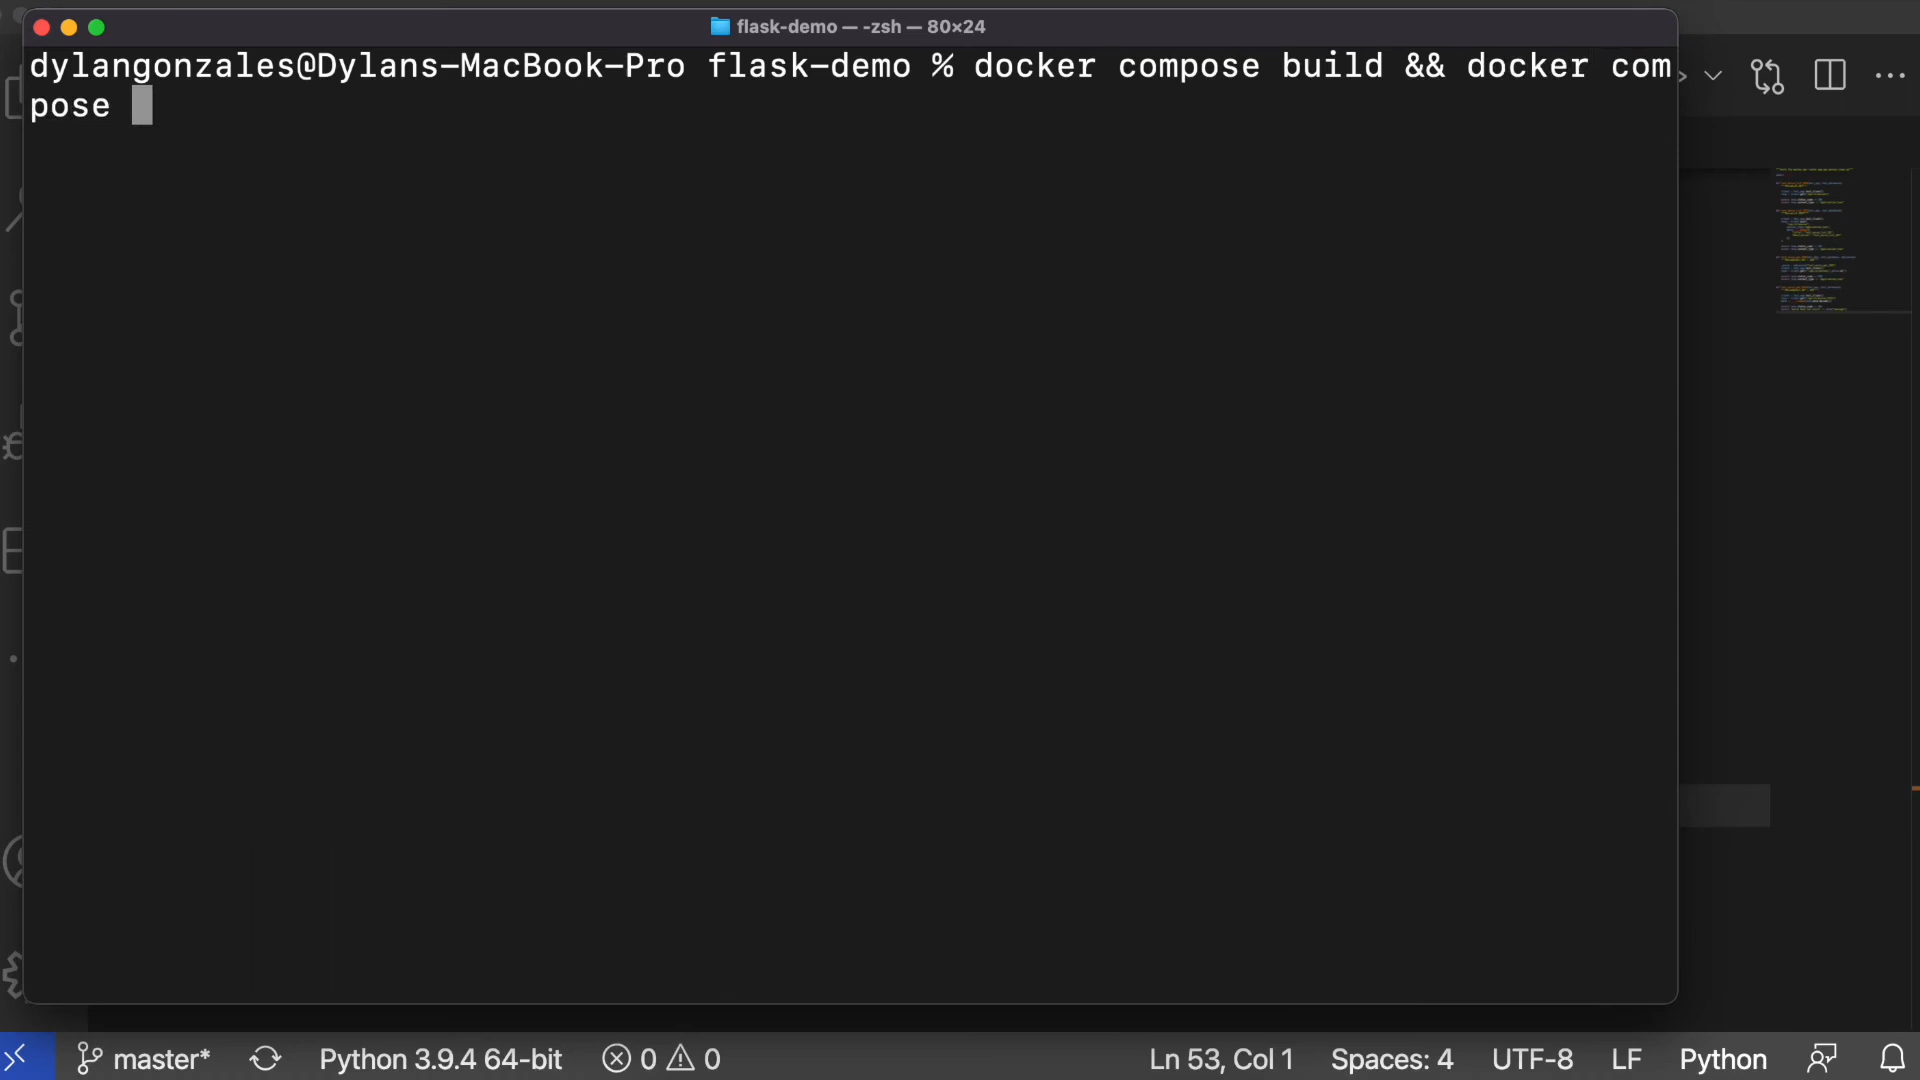 flask-demo — -zsh — 80×24
dylangonzales@Dylans-MacBook-Pro flask-demo % docker compose build && docker com
pose
master*
Python 3.9.4 64-bit
0
0
Ln 53, Col 1
Spaces: 4
UTF-8
LF
Python